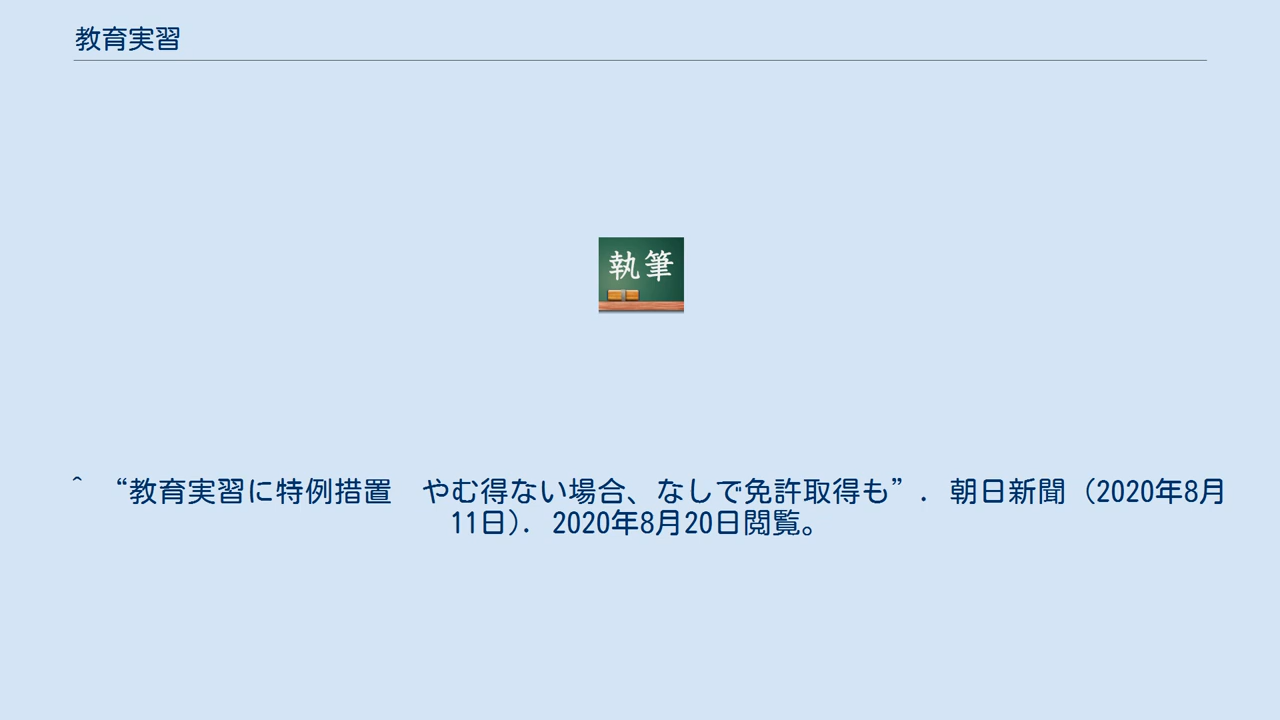 教育実習
執筆
^ “教育実習に特例措置　やむ得ない場合、なしで免許取得も”. 朝日新聞 (2020年8月
11日). 2020年8月20日閲覧。